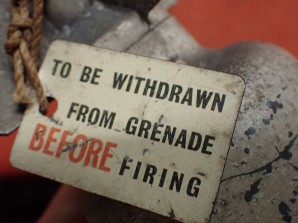 TO BE WITHDRAWN
FROM GRENADE
BEFORE FIRING